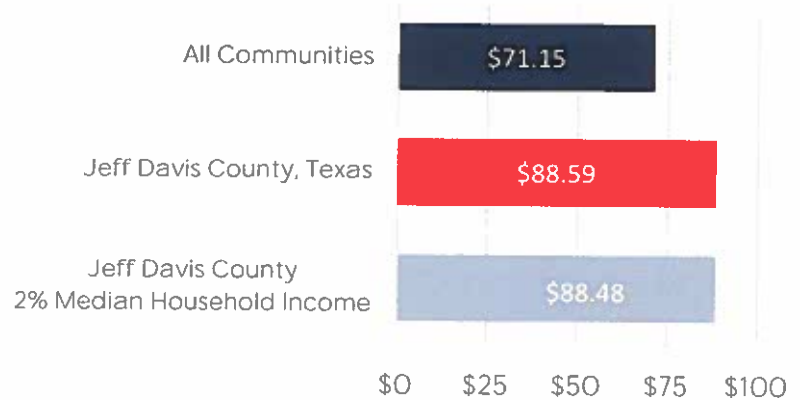 All Communities
$71.15
Jeff Davis County, Texas
$88.59
Jeff Davis County
2% Median Household Income
$88.48
$0 $25 $50 $75 $100